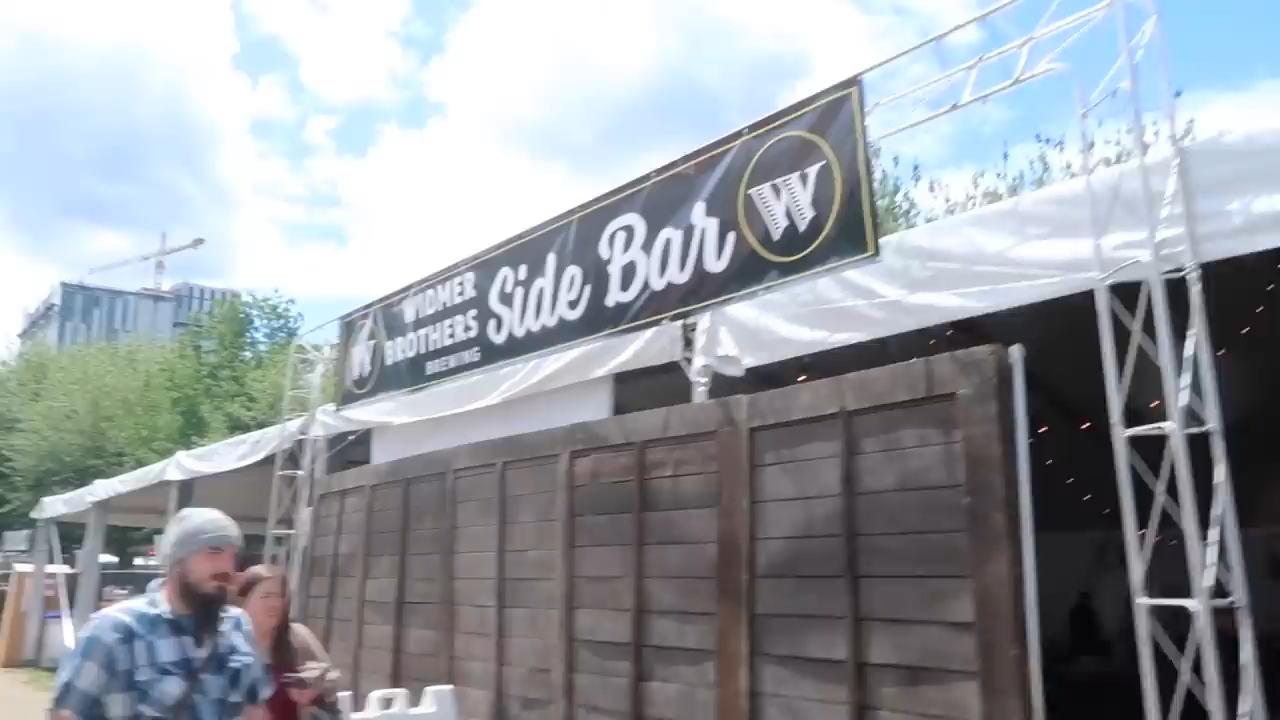 W
WIDMER
BROTHERS
BREWING
Side Bar
W